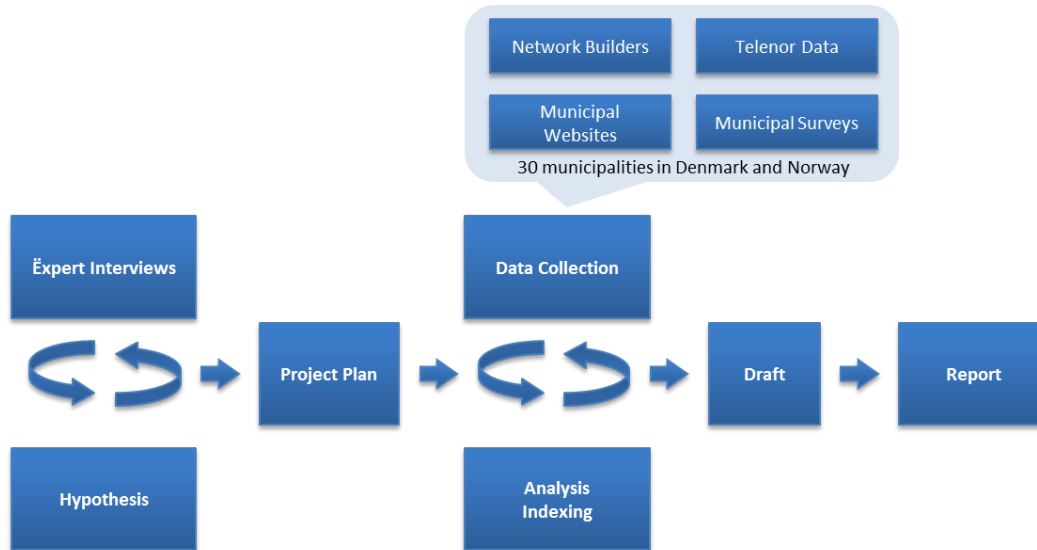 Network Builders
Telenor Data
Municipal
Websites
Municipal Surveys
30 municipalities in Denmark and Norway
Ëxpert Interviews
Data Collection
Project Plan
Draft
Report
Hypothesis
Analysis
Indexing